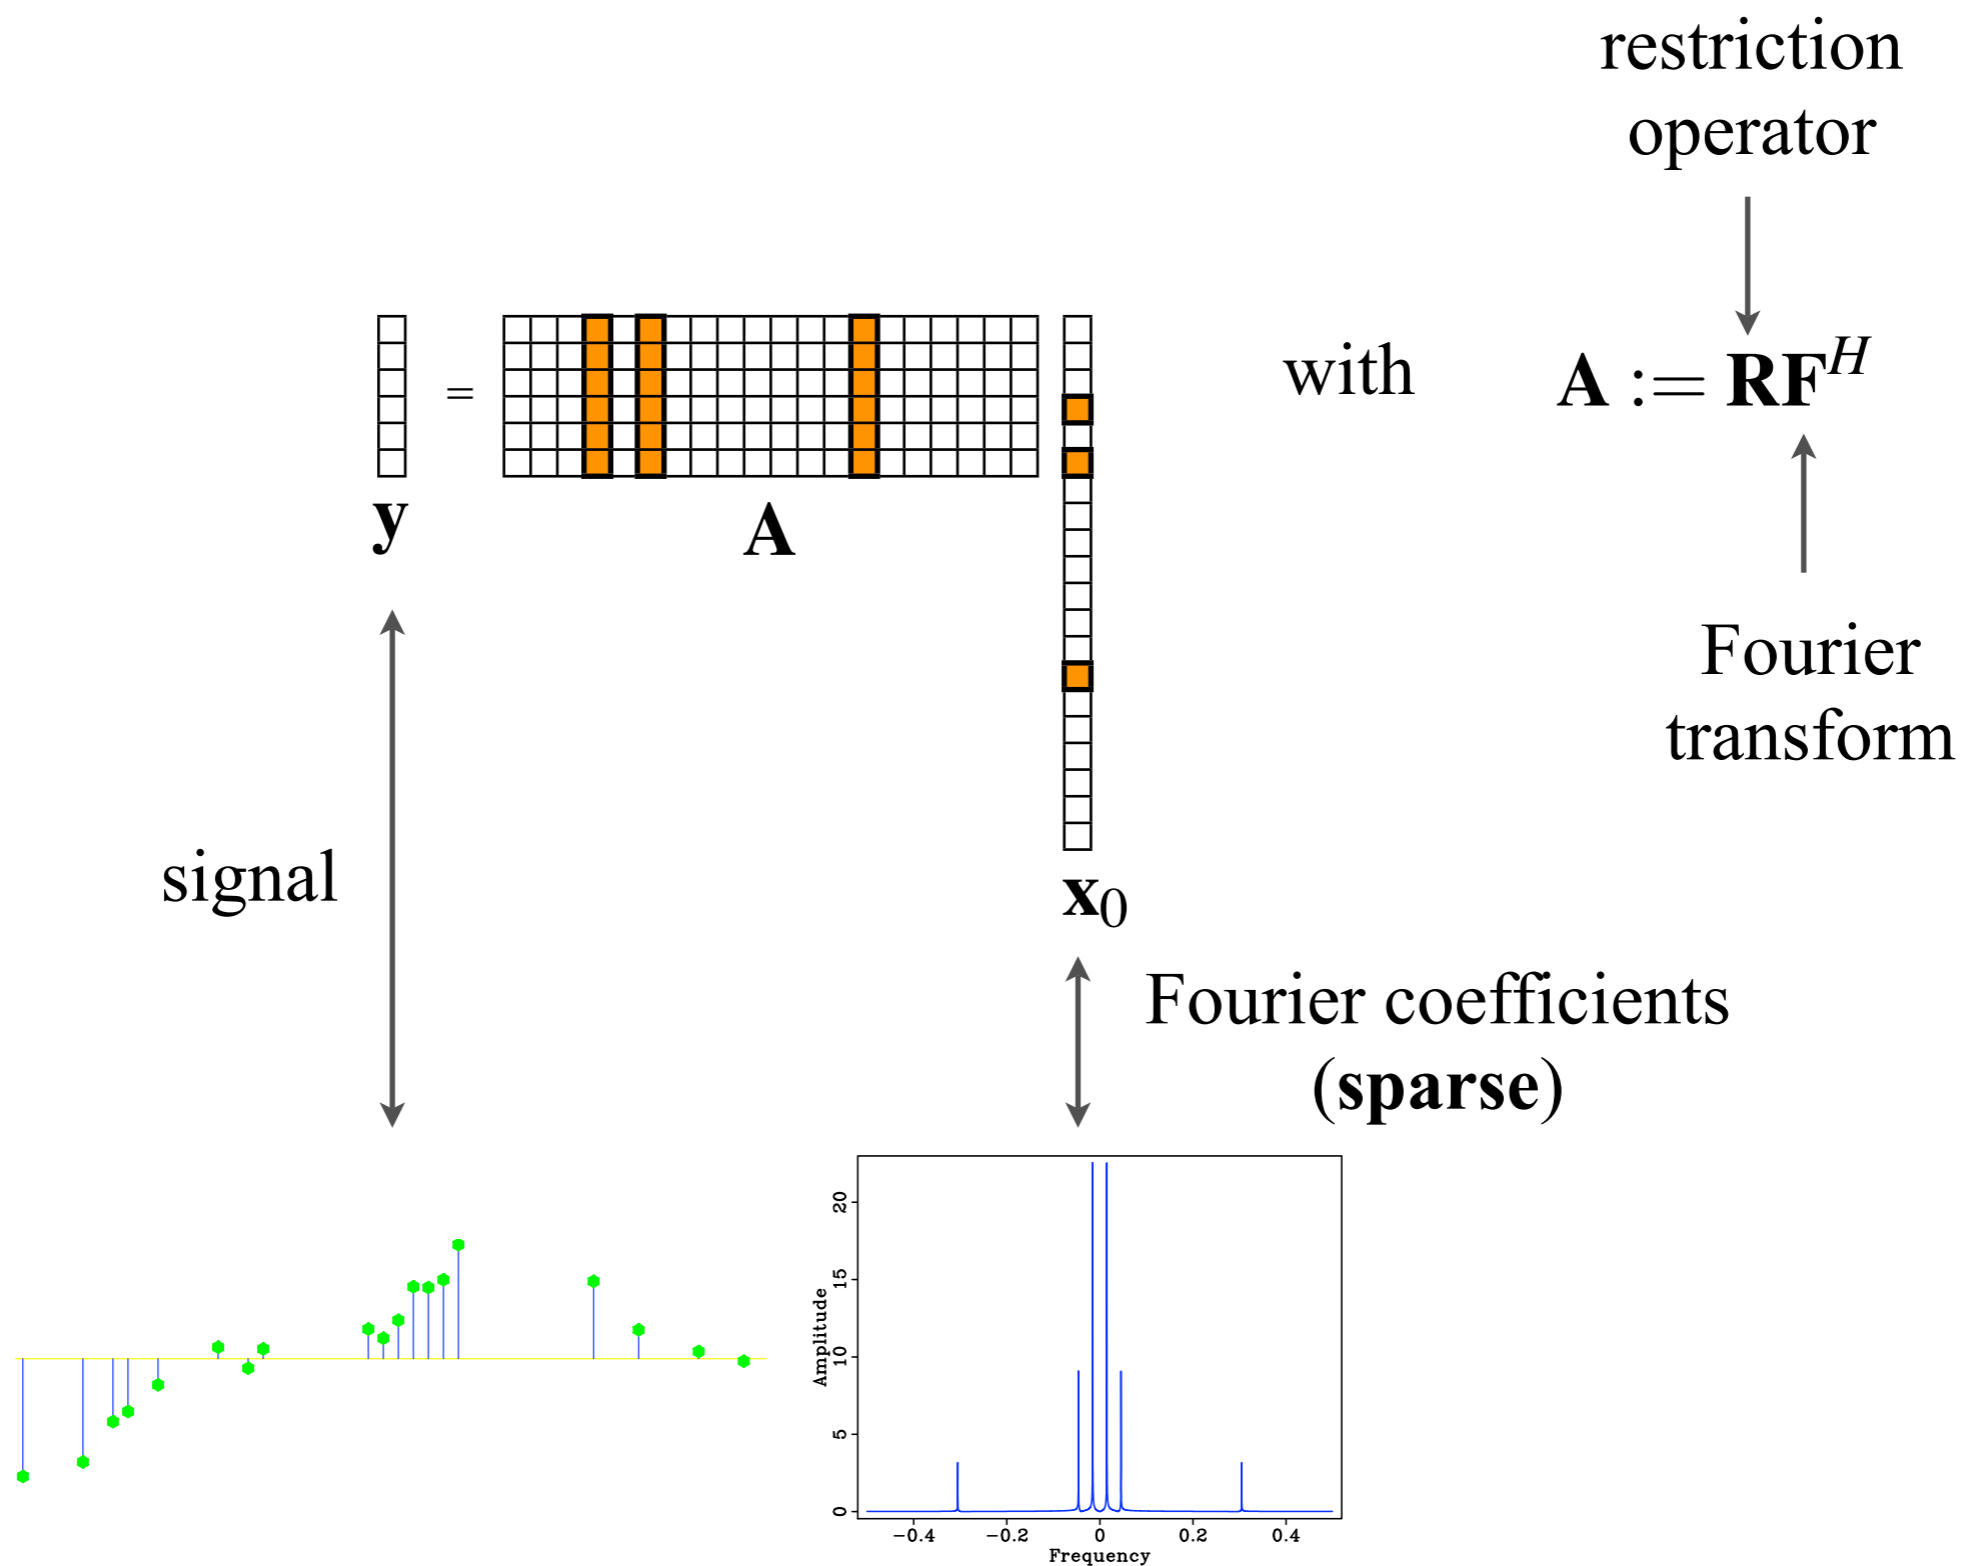 restriction
operator
=
with
A := RF^H
y
A
Fourier
transform
signal
x_0
Fourier coefficients
(sparse)
20
15
10
5
0
Amplitude
−0.4 −0.2 0 0.2 0.4
Frequency